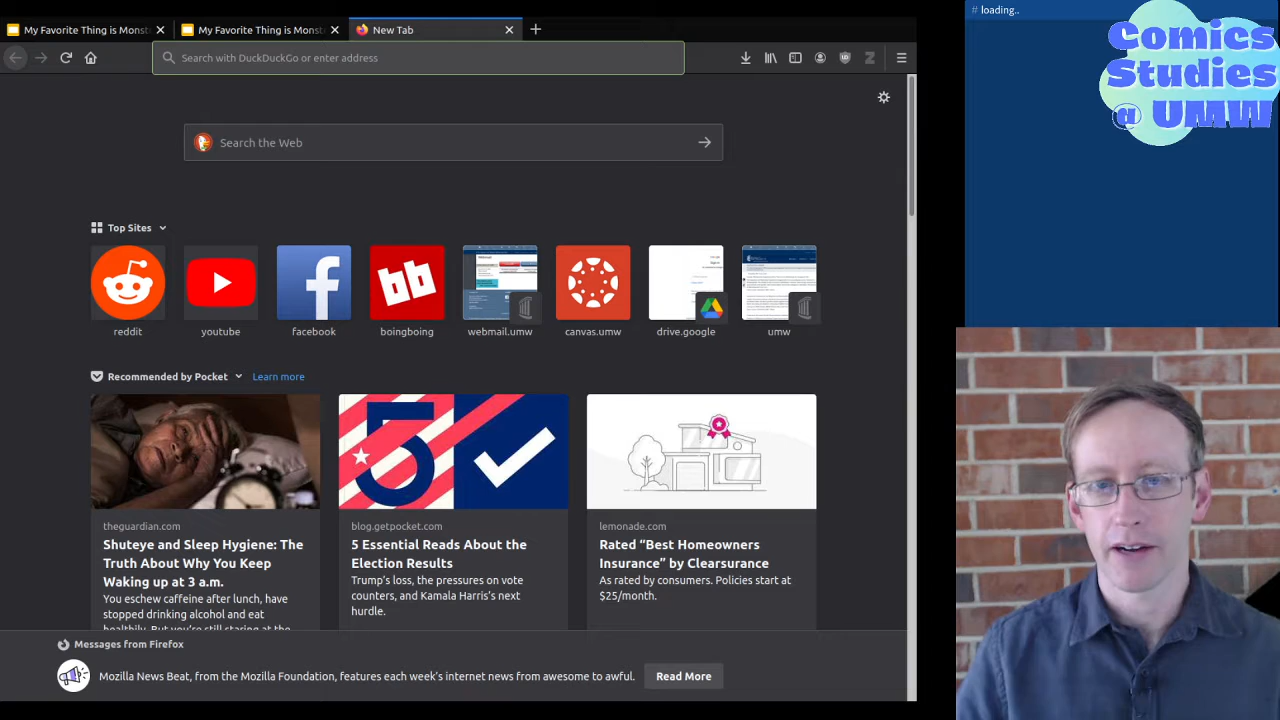 My Favorite Thing is Monst
My Favorite Thing is Monst
New Tab
Search with DuckDuckGo or enter address
Search the Web
Top Sites
reddit
youtube
facebook
bb
boingboing
webmail.umw
canvas.umw
drive.google
umw
Recommended by Pocket
Learn more
5
theguardian.com
Shuteye and Sleep Hygiene: The
Truth About Why You Keep
Waking up at 3 a.m.
You eschew caffeine after lunch, have
stopped drinking alcohol and eat
healthily. But you're still staring at the
blog.getpocket.com
5 Essential Reads About the
Election Results
Trump's loss, the pressures on vote
counters, and Kamala Harris's next
hurdle.
lemonade.com
Rated “Best Homeowners
Insurance” by Clearsurance
As rated by consumers. Policies start at
$25/month.
Messages from Firefox
Mozilla News Beat, from the Mozilla Foundation, features each week's internet news from awesome to awful.
Read More
# loading..
Comics
Studies
@ UMW